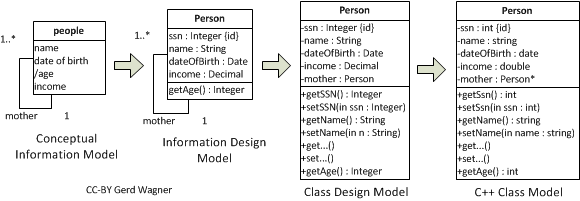 people
1..*
name
date of birth
/age
income
mother
1
Conceptual
Information Model
Person
1..*
ssn : Integer {id}
name : String
dateOfBirth : Date
income : Decimal
getAge() : Integer
mother
1
Information Design
Model
Person
-ssn : Integer {id}
-name : String
-dateOfBirth : Date
-income : Decimal
-mother : Person
+getSSN() : Integer
+setSSN(in ssn : Integer)
+getName() : String
+setName(in n : String)
+get...()
+set...()
+getAge() : Integer
Class Design Model
Person
-ssn : int {id}
-name : string
-dateOfBirth : date
-income : double
-mother : Person*
+getSsn() : int
+setSsn(in ssn : int)
+getName() : string
+setName(in name : string)
+get...()
+set...()
+getAge() : int
C++ Class Model
CC-BY Gerd Wagner